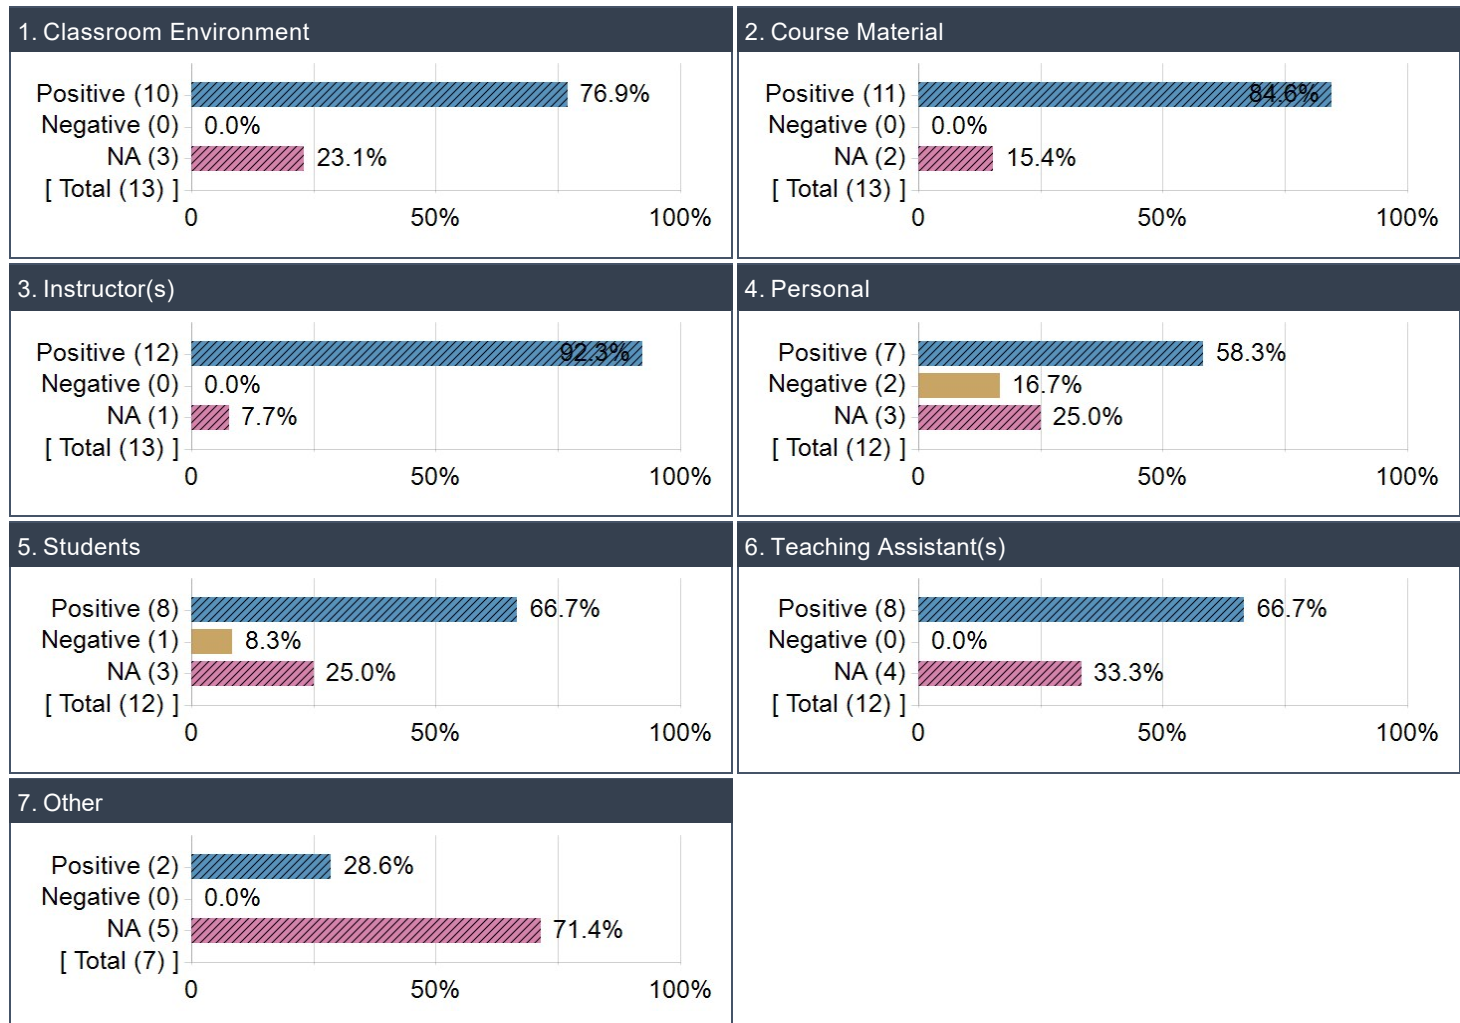 1. Classroom Environment
Positive (10) 76.9%
Negative (0) 0.0%
NA (3) 23.1%
[ Total (13) ]
0 50% 100%
2. Course Material
Positive (11) 84.6%
Negative (0) 0.0%
NA (2) 15.4%
[ Total (13) ]
0 50% 100%
3. Instructor(s)
Positive (12) 92.3%
Negative (0) 0.0%
NA (1) 7.7%
[ Total (13) ]
0 50% 100%
4. Personal
Positive (7) 58.3%
Negative (2) 16.7%
NA (3) 25.0%
[ Total (12) ]
0 50% 100%
5. Students
Positive (8) 66.7%
Negative (1) 8.3%
NA (3) 25.0%
[ Total (12) ]
0 50% 100%
6. Teaching Assistant(s)
Positive (8) 66.7%
Negative (0) 0.0%
NA (4) 33.3%
[ Total (12) ]
0 50% 100%
7. Other
Positive (2) 28.6%
Negative (0) 0.0%
NA (5) 71.4%
[ Total (7) ]
0 50% 100%